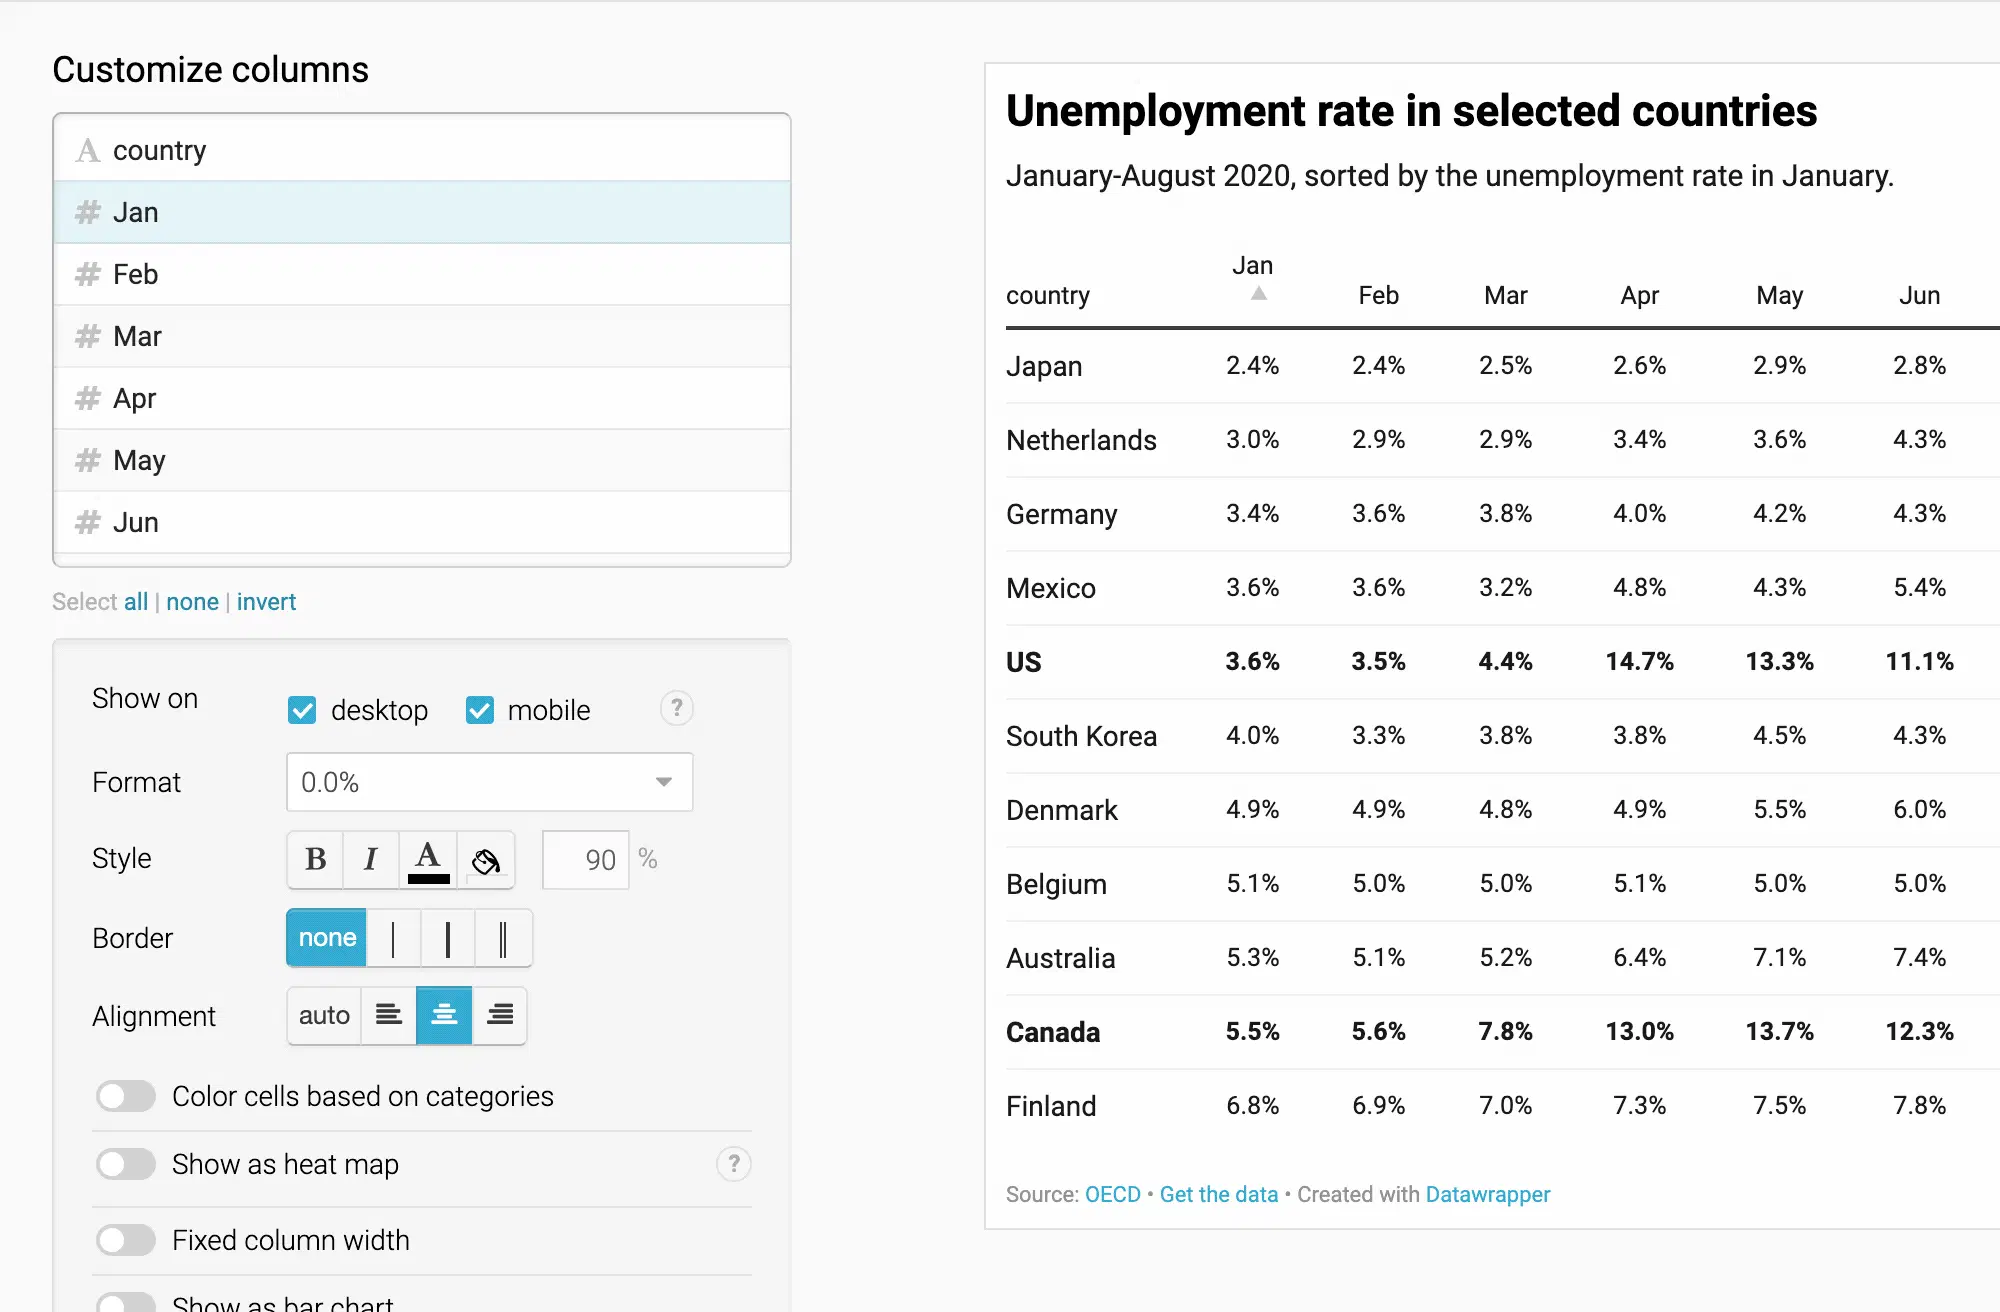 Customize columns
A country
# Jan
# Feb
# Mar
# Apr
# May
# Jun
Select all | none | invert
Show on desktop mobile ?
Format 0.0%
Style B I A 90 %
Border none
Alignment auto
Color cells based on categories
Show as heat map ?
Fixed column width
Show as bar chart
Unemployment rate in selected countries
January-August 2020, sorted by the unemployment rate in January.
country Jan Feb Mar Apr May Jun
Japan 2.4% 2.4% 2.5% 2.6% 2.9% 2.8%
Netherlands 3.0% 2.9% 2.9% 3.4% 3.6% 4.3%
Germany 3.4% 3.6% 3.8% 4.0% 4.2% 4.3%
Mexico 3.6% 3.6% 3.2% 4.8% 4.3% 5.4%
US 3.6% 3.5% 4.4% 14.7% 13.3% 11.1%
South Korea 4.0% 3.3% 3.8% 3.8% 4.5% 4.3%
Denmark 4.9% 4.9% 4.8% 4.9% 5.5% 6.0%
Belgium 5.1% 5.0% 5.0% 5.1% 5.0% 5.0%
Australia 5.3% 5.1% 5.2% 6.4% 7.1% 7.4%
Canada 5.5% 5.6% 7.8% 13.0% 13.7% 12.3%
Finland 6.8% 6.9% 7.0% 7.3% 7.5% 7.8%
Source: OECD • Get the data • Created with Datawrapper